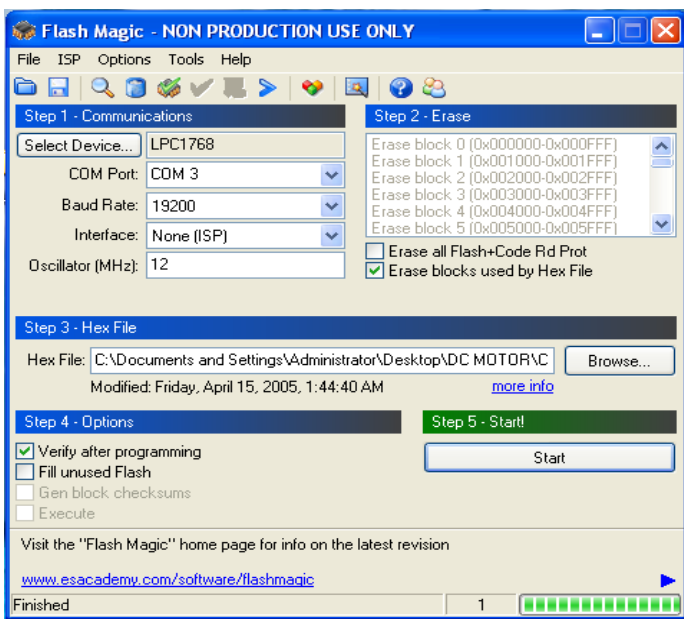 Flash Magic - NON PRODUCTION USE ONLY
File ISP Options Tools Help
Step 1 - Communications
Select Device... LPC1768
COM Port: COM 3
Baud Rate: 19200
Interface: None (ISP)
Oscillator (MHz): 12
Step 2 - Erase
Erase block 0 (0x000000-0x000FFF)
Erase block 1 (0x001000-0x001FFF)
Erase block 2 (0x002000-0x002FFF)
Erase block 3 (0x003000-0x003FFF)
Erase block 4 (0x004000-0x004FFF)
Erase block 5 (0x005000-0x005FFF)
Erase all Flash+Code Rd Prot
Erase blocks used by Hex File
Step 3 - Hex File
Hex File: C:\Documents and Settings\Administrator\Desktop\DC MOTOR\C Browse...
Modified: Friday, April 15, 2005, 1:44:40 AM more info
Step 4 - Options
Verify after programming
Fill unused Flash
Gen block checksums
Execute
Step 5 - Start!
Start
Visit the "Flash Magic" home page for info on the latest revision
www.esacademy.com/software/flashmagic
Finished 1